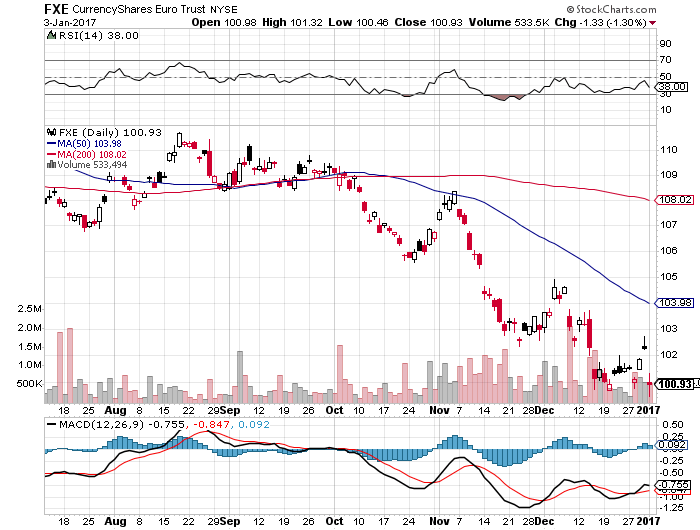 FXE CurrencyShares Euro Trust NYSE © StockCharts.com
3-Jan-2017 Open 100.98 High 101.32 Low 100.46 Close 100.93 Volume 533.5K Chg -1.33 (-1.30%)
RSI(14) 38.00
90
70
50
38.00
30
10
FXE (Daily) 100.93
MA(50) 103.98
MA(200) 108.02
Volume 533,494
110
109
108.02
107
106
105
103.98
103
102
100.93
2.5M
2.0M
1.5M
1.0M
500K
18 25 Aug 8 15 22 29 Sep 12 19 26 Oct 10 17 24 Nov 7 14 21 28 Dec 12 19 27 2017
MACD(12,26,9) -0.755, -0.847, 0.092
0.50
0.25
0.092
-0.25
-0.50
-0.755
-1.00
-1.25
18 25 Aug 8 15 22 29 Sep 12 19 26 Oct 10 17 24 Nov 7 14 21 28 Dec 12 19 27 2017